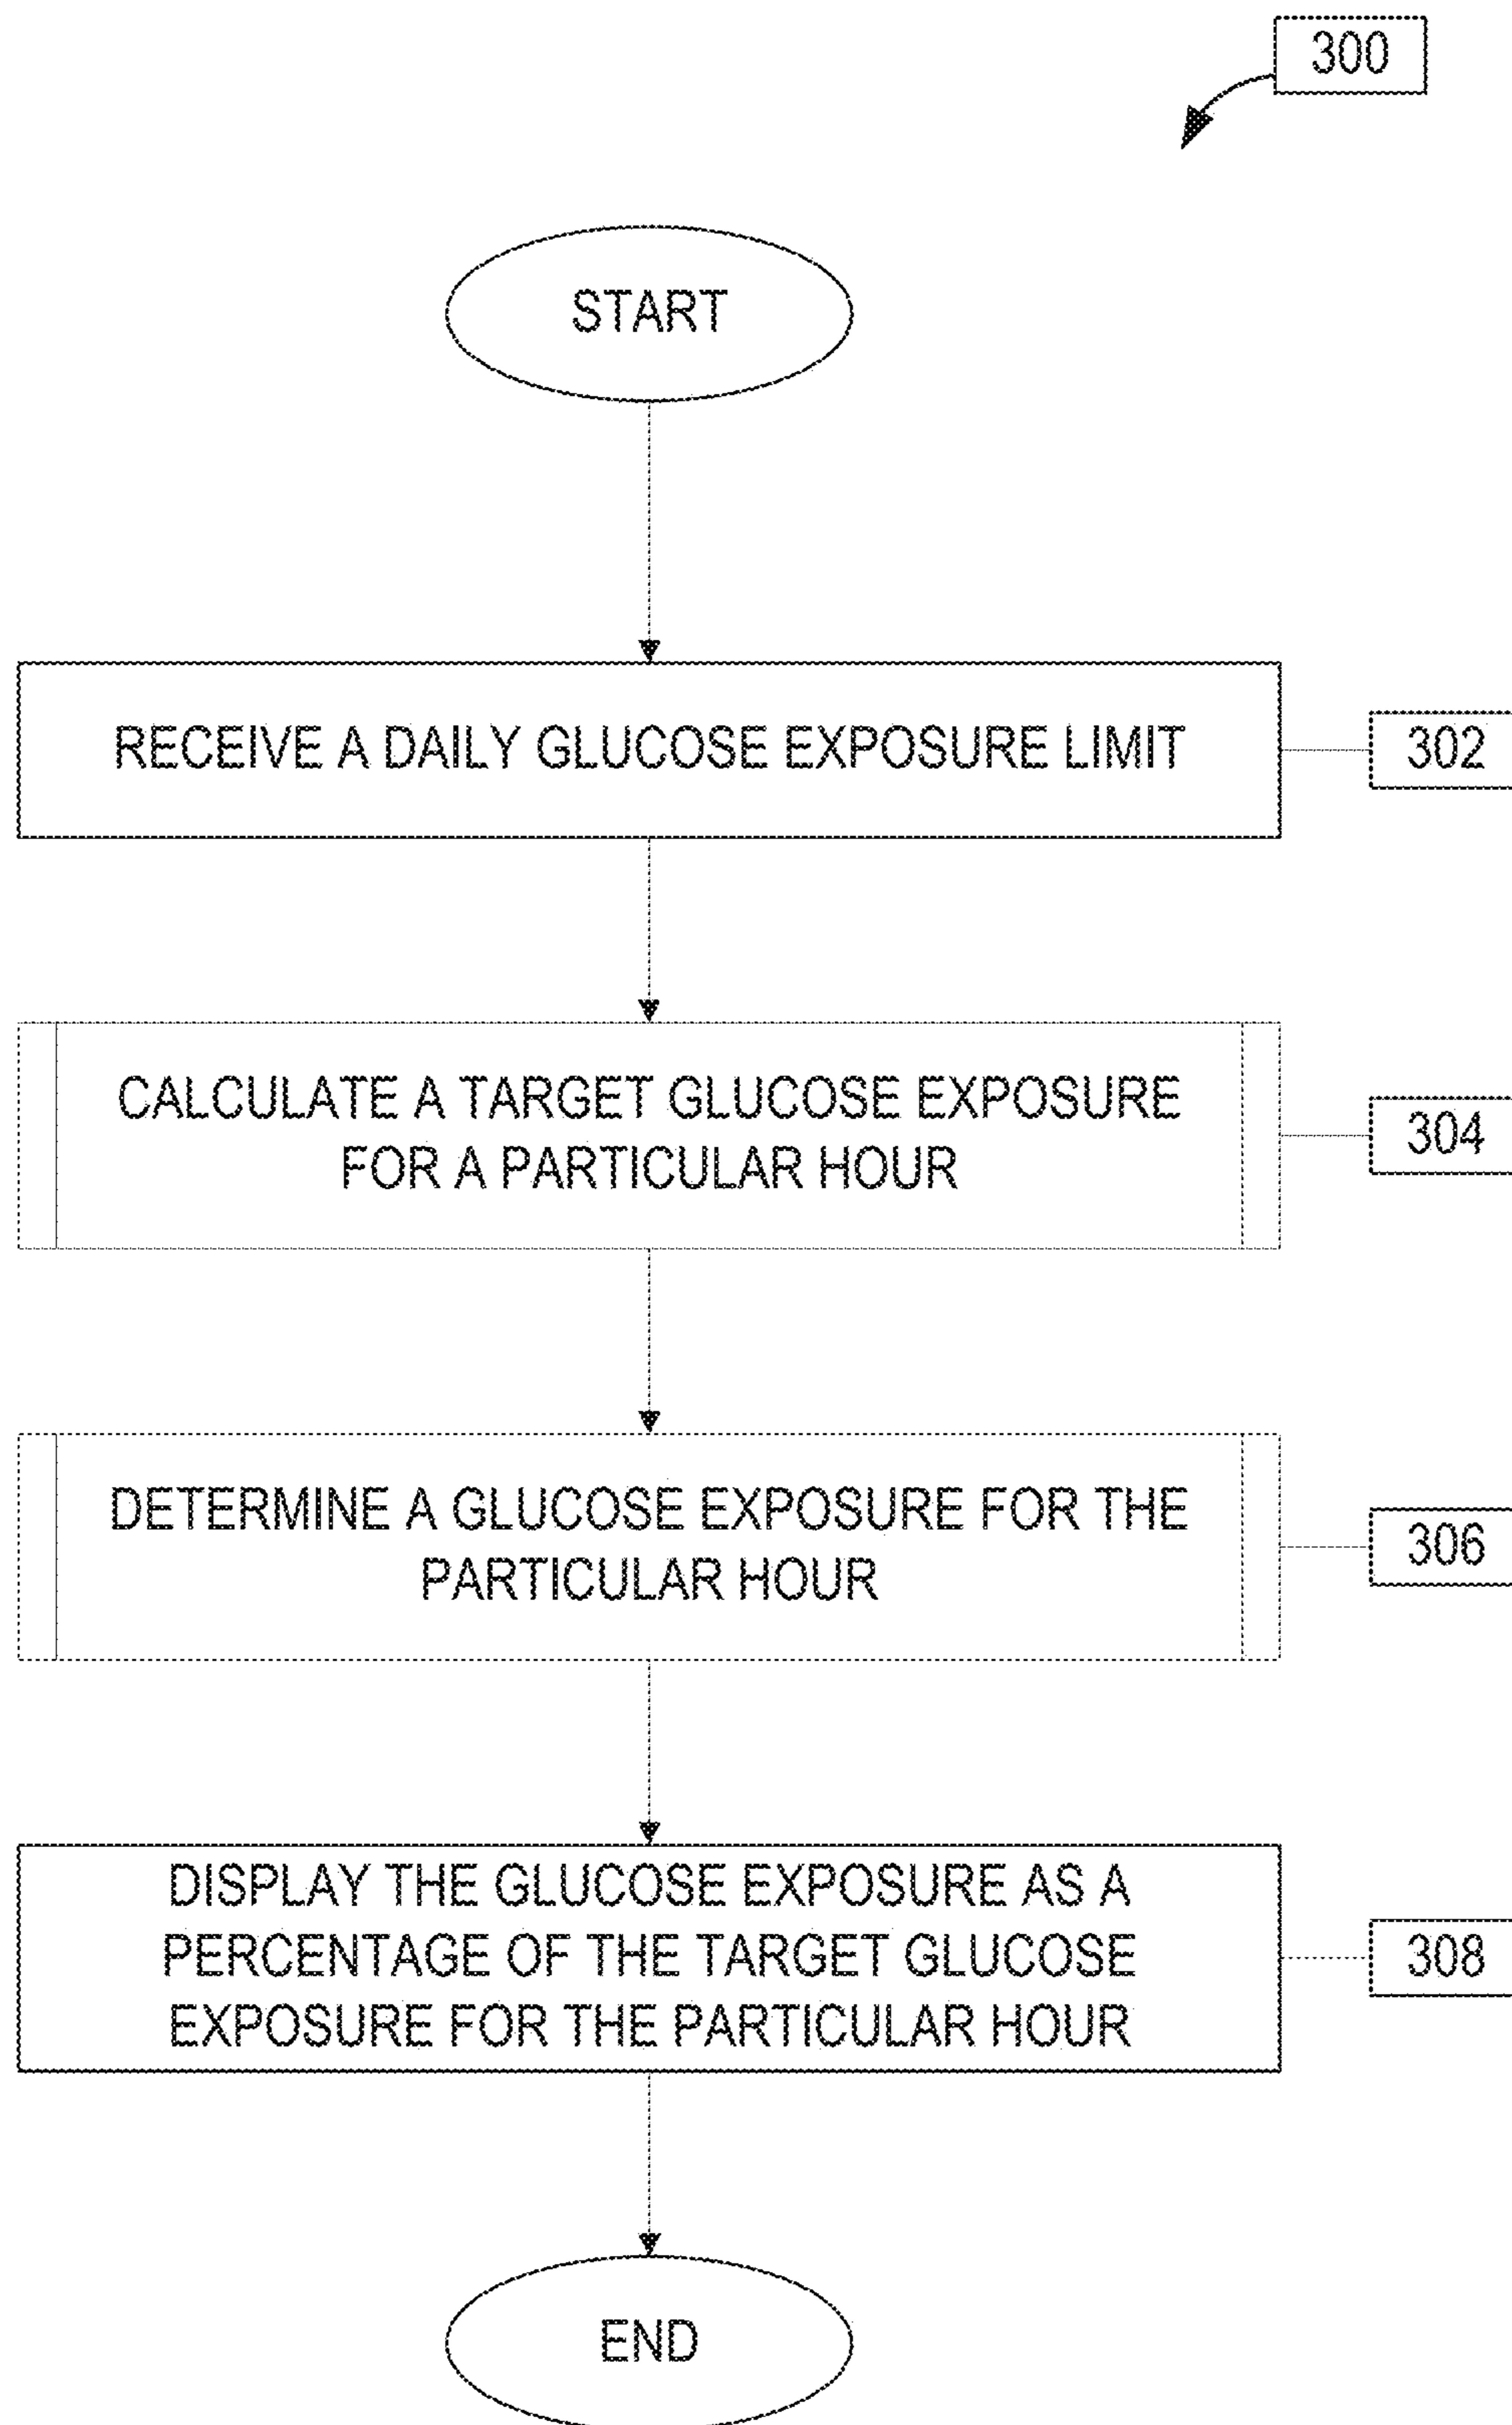 300
START
RECEIVE A DAILY GLUCOSE EXPOSURE LIMIT
302
CALCULATE A TARGET GLUCOSE EXPOSURE
FOR A PARTICULAR HOUR
304
DETERMINE A GLUCOSE EXPOSURE FOR THE
PARTICULAR HOUR
306
DISPLAY THE GLUCOSE EXPOSURE AS A
PERCENTAGE OF THE TARGET GLUCOSE
EXPOSURE FOR THE PARTICULAR HOUR
308
END